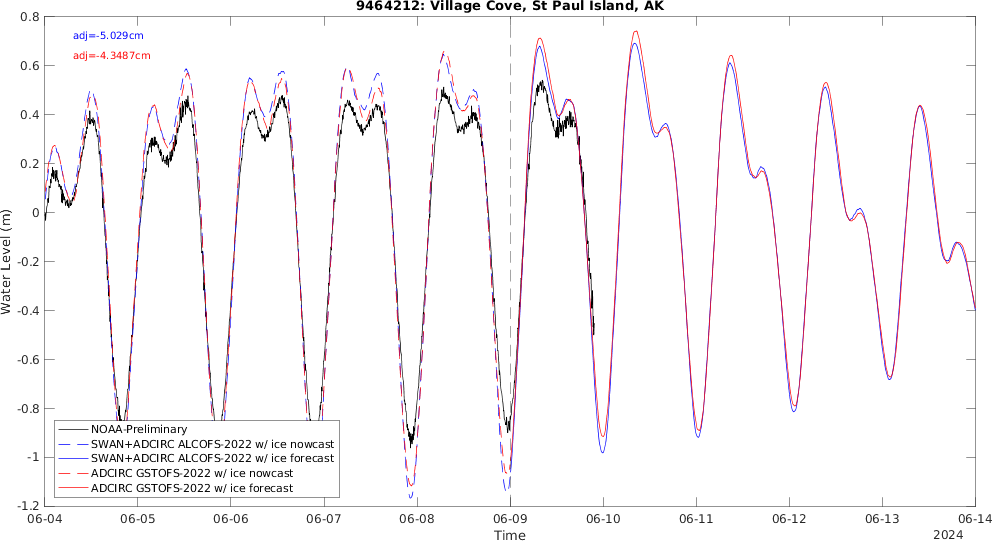 9464212: Village Cove, St Paul Island, AK
adj=-5.029cm
adj=-4.3487cm
Water Level (m)
0.8
0.6
0.4
0.2
0
-0.2
-0.4
-0.6
-0.8
-1
-1.2
NOAA-Preliminary
SWAN+ADCIRC ALCOFS-2022 w/ ice nowcast
SWAN+ADCIRC ALCOFS-2022 w/ ice forecast
ADCIRC GSTOFS-2022 w/ ice nowcast
ADCIRC GSTOFS-2022 w/ ice forecast
06-04 06-05 06-06 06-07 06-08 06-09 06-10 06-11 06-12 06-13 06-14
Time
2024